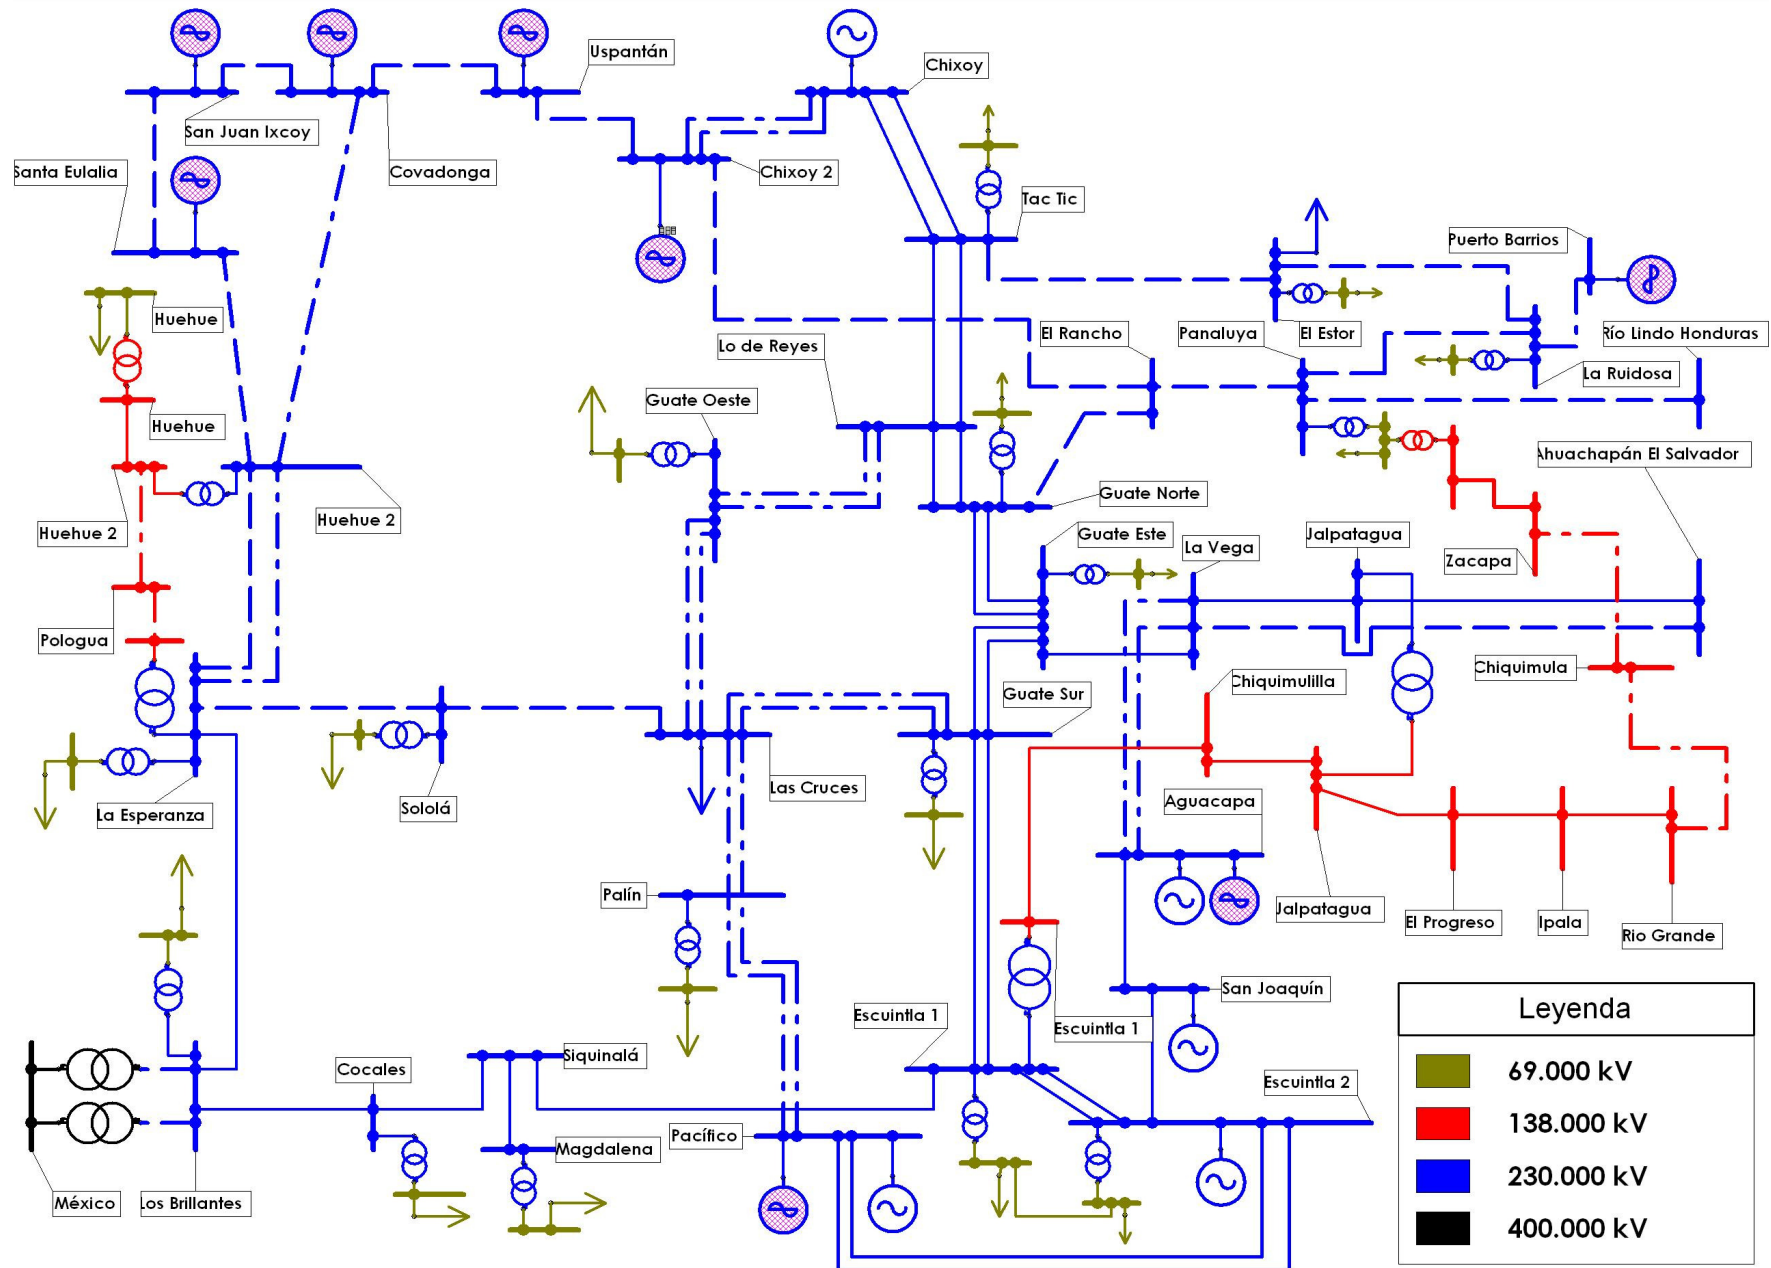 Uspantán
Chixoy
San Juan Ixcoy
Santa Eulalia
Covadonga
Chixoy 2
Tac Tic
Puerto Barrios
Huehue
Lo de Reyes
El Rancho
Panaluya
El Estor
Río Lindo Honduras
La Ruidosa
Guate Oeste
Huehue
Ahuachapán El Salvador
Guate Norte
Huehue 2
Huehue 2
Guate Este
La Vega
Jalpatagua
Zacapa
Pologua
Chiquimula
Chiquimulilla
Guate Sur
La Esperanza
Sololá
Las Cruces
Aguacapa
Palín
Jalpatagua
El Progreso
Ipala
Rio Grande
San Joaquín
Escuintla 1
Escuintla 1
Siquinalá
Cocales
Escuintla 2
Pacífico
Magdalena
México
Los Brillantes
Leyenda
69.000 kV
138.000 kV
230.000 kV
400.000 kV